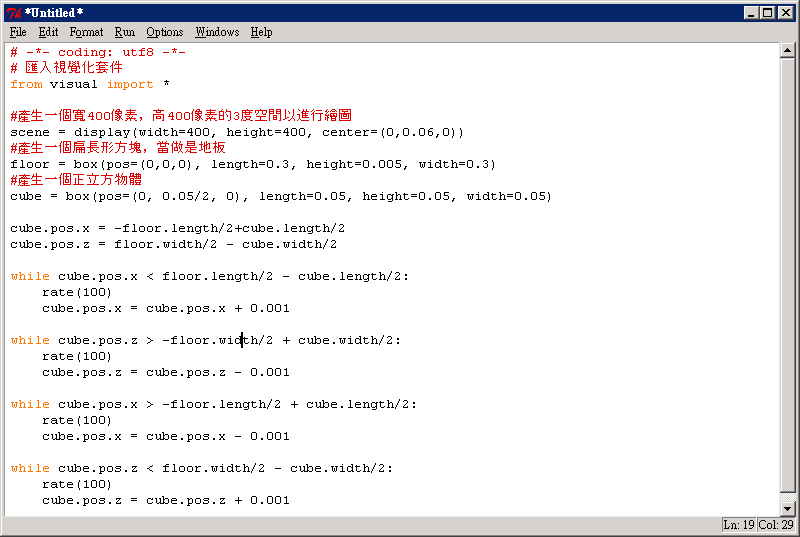 *Untitled*
File Edit Format Run Options Windows Help
# -*- coding: utf8 -*-
# 匯入視覺化套件
from visual import *
#產生一個寬400像素，高400像素的3度空間以進行繪圖
scene = display(width=400, height=400, center=(0,0.06,0))
#產生一個扁長形方塊，當做是地板
floor = box(pos=(0,0,0), length=0.3, height=0.005, width=0.3)
#產生一個正立方物體
cube = box(pos=(0, 0.05/2, 0), length=0.05, height=0.05, width=0.05)
cube.pos.x = -floor.length/2+cube.length/2
cube.pos.z = floor.width/2 - cube.width/2
while cube.pos.x < floor.length/2 - cube.length/2:
    rate(100)
    cube.pos.x = cube.pos.x + 0.001
while cube.pos.z > -floor.width/2 + cube.width/2:
    rate(100)
    cube.pos.z = cube.pos.z - 0.001
while cube.pos.x > -floor.length/2 + cube.length/2:
    rate(100)
    cube.pos.x = cube.pos.x - 0.001
while cube.pos.z < floor.width/2 - cube.width/2:
    rate(100)
    cube.pos.z = cube.pos.z + 0.001
Ln: 19 Col: 29